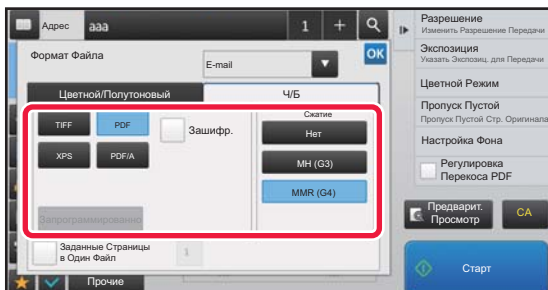 Адрес
aaa
1
+
Формат Файла
E-mail
OK
Цветной/Полутоновый
Ч/Б
TIFF
PDF
Зашифр.
XPS
PDF/A
Запрограммированно
Сжатие
Нет
MH (G3)
MMR (G4)
Заданные Страницы
в Один Файл
1
Прочие
Разрешение
Изменить Разрешение Передачи
Экспозиция
Указать Экспозиц. для Передачи
Цветной Режим
Пропуск Пустой
Пропуск Пустой Стр. Оригинала
Настройка Фона
Регулировка
Перекоса PDF
Предварит.
Просмотр
CA
Старт